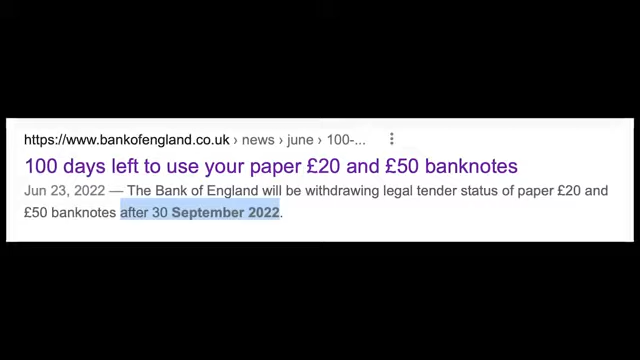 https://www.bankofengland.co.uk › news › june › 100-...
100 days left to use your paper £20 and £50 banknotes
Jun 23, 2022 — The Bank of England will be withdrawing legal tender status of paper £20 and
£50 banknotes after 30 September 2022.